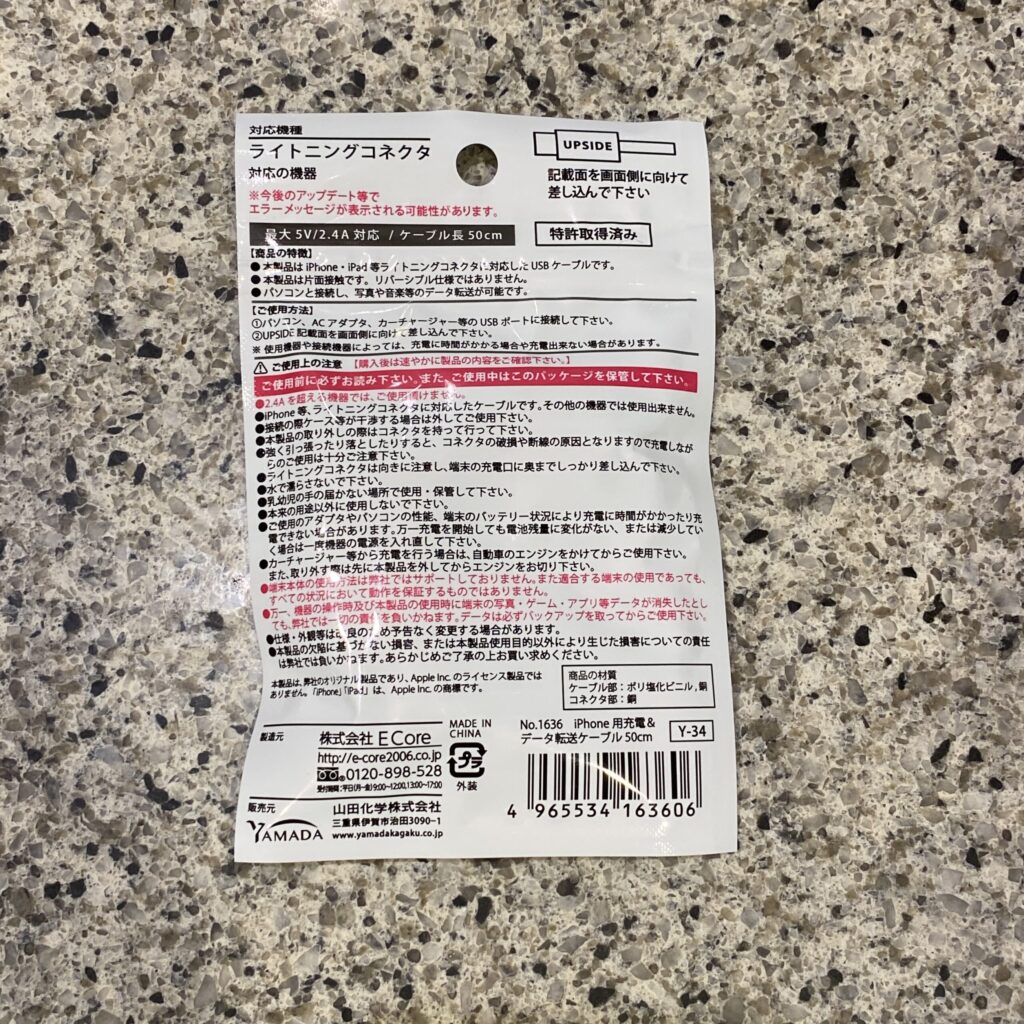 対応機種
ライトニングコネクタ
対応の機器
※今後のアップデート等で
エラーメッセージが表示される可能性があります。
UPSIDE
記載面を画面側に向けて
差し込んで下さい
最大 5V/2.4A 対応 / ケーブル長 50cm
特許取得済み
【商品の特徴】
●本製品は iPhone・iPad 等ライトニングコネクタに対応した USB ケーブルです。
●本製品は片面接触です。リバーシブル仕様ではありません。
●パソコンと接続し、写真や音楽等のデータ転送が可能です。
【ご使用方法】
①パソコン、AC アダプタ、カーチャージャー等の USB ポートに接続して下さい。
②UPSIDE 記載面を画面側に向けて差し込んで下さい。
※ 使用機器や接続機器によっては、充電に時間がかかる場合や充電出来ない場合があります。
ご使用上の注意 【購入後は速やかに製品の内容をご確認下さい。】
ご使用前に必ずお読み下さい。また、ご使用中はこのパッケージを保管して下さい。
●2.4A を超える機器では、ご使用頂けません。
●iPhone 等、ライトニングコネクタに対応したケーブルです。その他の機器では使用出来ません。
●接続の際ケース等が干渉する場合は外してご使用下さい。
●本製品の取り外しの際はコネクタを持って行って下さい。
●強く引っ張ったり落としたりすると、コネクタの破損や断線の原因となりますので充電しなが
らのご使用は十分ご注意下さい。
●ライトニングコネクタは向きに注意し、端末の充電口に奥までしっかり差し込んで下さい。
●水で濡らさないで下さい。
●乳幼児の手の届かない場所で使用・保管して下さい。
●本来の用途以外に使用しないで下さい。
●ご使用のアダプタやパソコンの性能、端末のバッテリー状況により充電に時間がかかったり充
電できない場合があります。万一充電を開始しても電池残量に変化がない、または減少してい
く場合は一度機器の電源を入れ直して下さい。
●カーチャージャー等から充電を行う場合は、自動車のエンジンをかけてからご使用下さい。
また、取り外す際は先に本製品を外してからエンジンをお切り下さい。
●端末本体の使用方法は弊社ではサポートしておりません。また適合する端末の使用であっても、
すべての状況において動作を保証するものではありません。
●万一、機器の操作時及び本製品の使用時に端末の写真・ゲーム・アプリ等データが消失したとし
ても、弊社では一切の責任を負いかねます。データは必ずバックアップを取ってからご使用下さい。
●仕様・外観等は改良のため予告なく変更する場合があります。
●本製品の欠陥に基づかない損害、または本製品使用目的以外により生じた損害についての責任
は弊社では負いかねます。あらかじめご了承の上お買い求めください。
本製品は、弊社のオリジナル製品であり、Apple Inc. のライセンス製品では
ありません。「iPhone」「iPad」は、Apple Inc. の商標です。
商品の材質
ケーブル部：ポリ塩化ビニル,銅
コネクタ部：銅
製造元
株式会社 E Core
http://e-core2006.co.jp
0120-898-528
受付時間：平日(月~金)9:00~12:00,13:00~17:00
MADE IN
CHINA
プラ
外装
No.1636 iPhone 用充電&
データ転送ケーブル 50cm
Y-34
販売元
YAMADA
山田化学株式会社
三重県伊賀市治田3090−1
www.yamadakagaku.co.jp
4 965534 163606